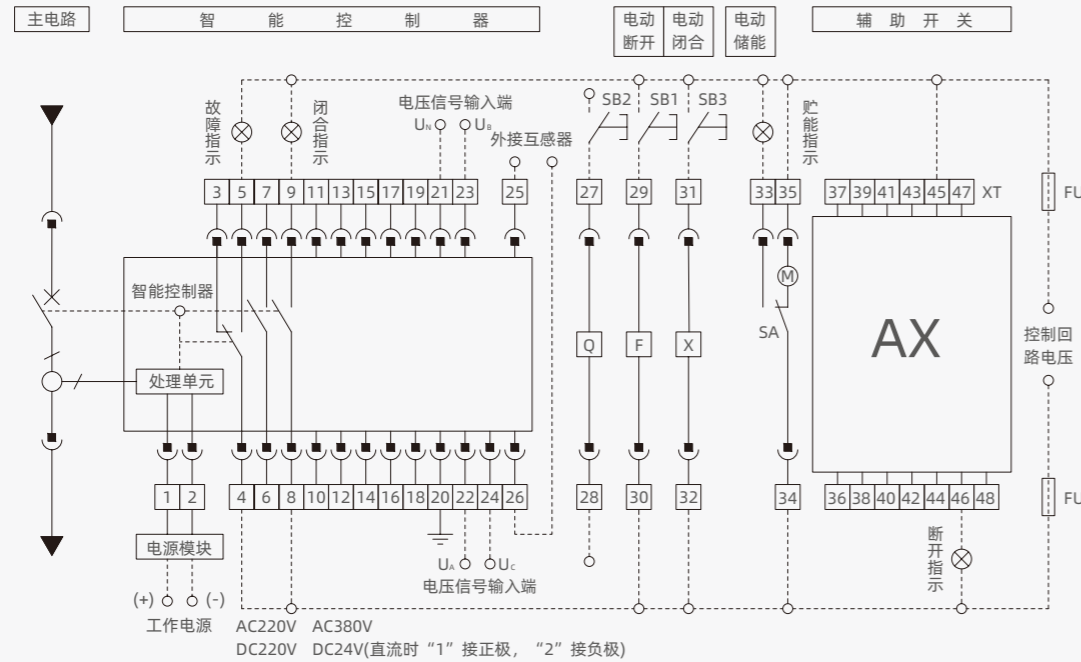 主电路
智能控制器
电动断开
电动闭合
电动储能
辅助开关
故障指示
闭合指示
电压信号输入端
UN
UB
外接互感器
SB2
SB1
SB3
贮能指示
3 5 7 9 11 13 15 17 19 21 23
25
27
29
31
33 35
37 39 41 43 45 47
XT
FU
智能控制器
M
SA
Q
F
X
AX
控制回路电压
处理单元
1 2
4 6 8 10 12 14 16 18 20 22 24 26
28
30
32
34
36 38 40 42 44 46 48
FU
电源模块
UA
UC
电压信号输入端
断开指示
(+)
(-)
工作电源
AC220V AC380V
DC220V DC24V(直流时“1”接正极，“2”接负极)